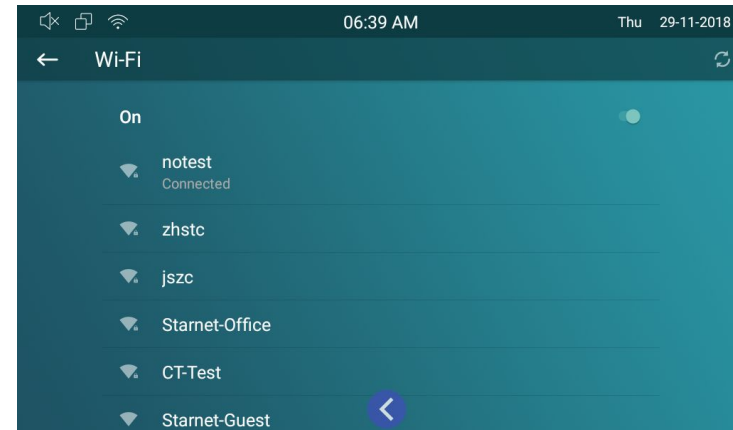 06:39 AM Thu 29-11-2018
Wi-Fi
On
notest
Connected
zhstc
jszc
Starnet-Office
CT-Test
Starnet-Guest